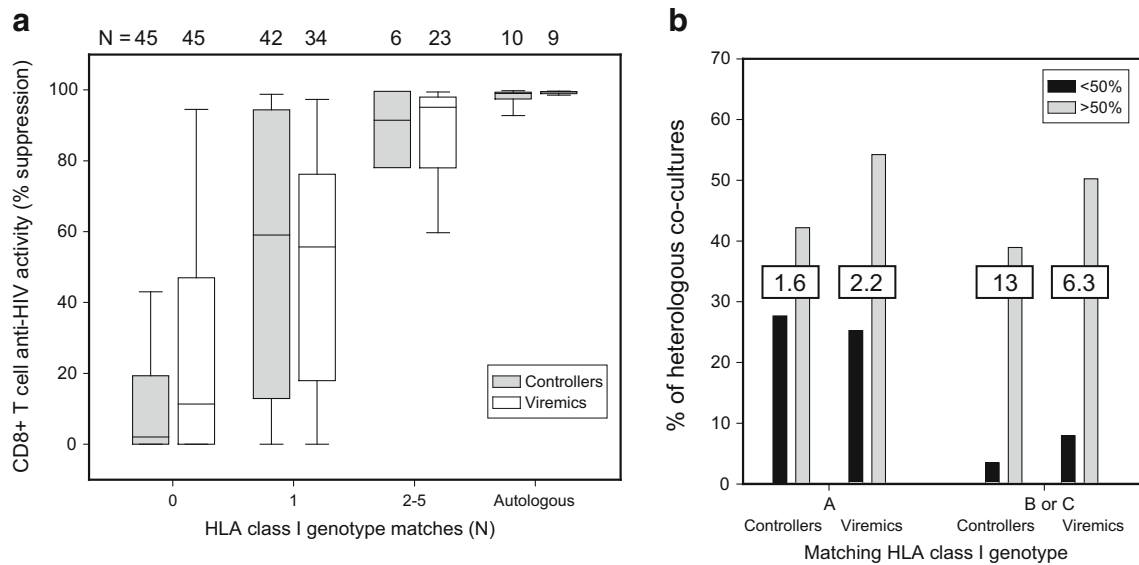 a
N = 45 45 42 34 6 23 10 9
CD8+ T cell anti-HIV activity (% suppression)
100
80
60
40
20
0
Controllers
Viremics
0 1 2-5 Autologous
HLA class I genotype matches (N)
b
% of heterologous co-cultures
70
60
50
40
30
20
10
0
<50%
>50%
1.6 2.2 13 6.3
A B or C
Controllers Viremics Controllers Viremics
Matching HLA class I genotype